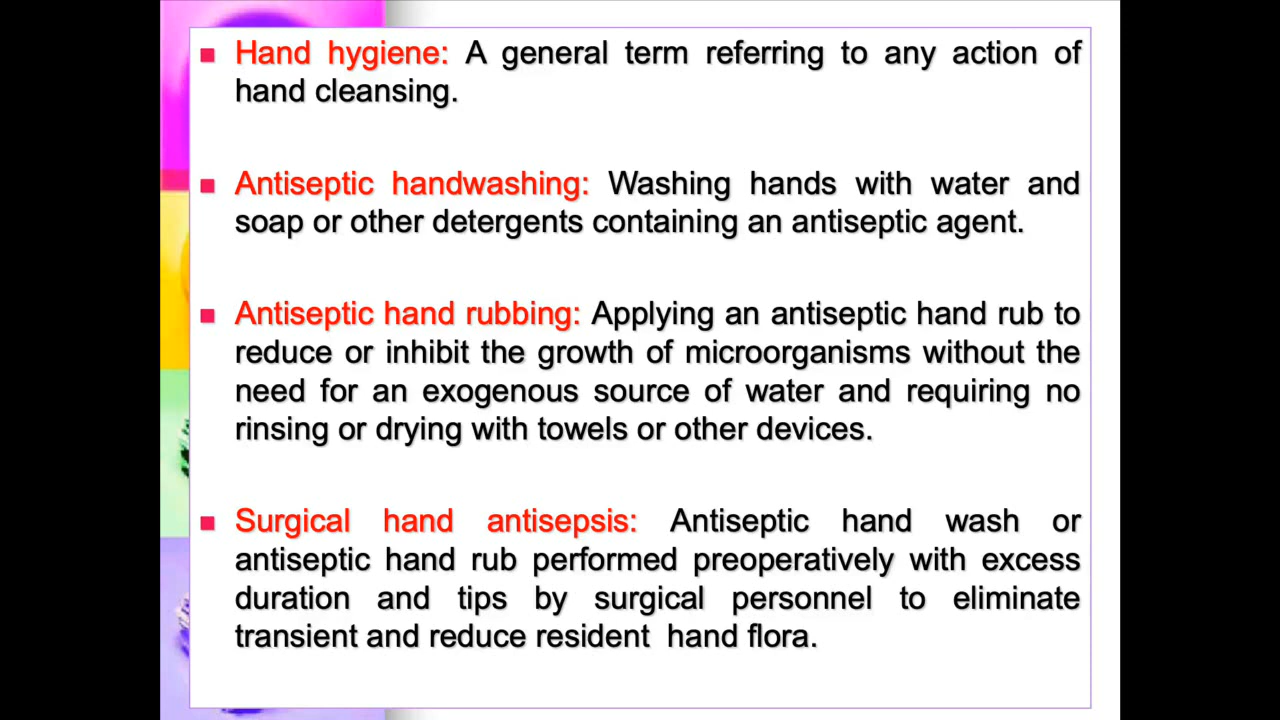 Hand hygiene: A general term referring to any action of
hand cleansing.
Antiseptic handwashing: Washing hands with water and
soap or other detergents containing an antiseptic agent.
Antiseptic hand rubbing: Applying an antiseptic hand rub to
reduce or inhibit the growth of microorganisms without the
need for an exogenous source of water and requiring no
rinsing or drying with towels or other devices.
Surgical hand antisepsis: Antiseptic hand wash or
antiseptic hand rub performed preoperatively with excess
duration and tips by surgical personnel to eliminate
transient and reduce resident hand flora.